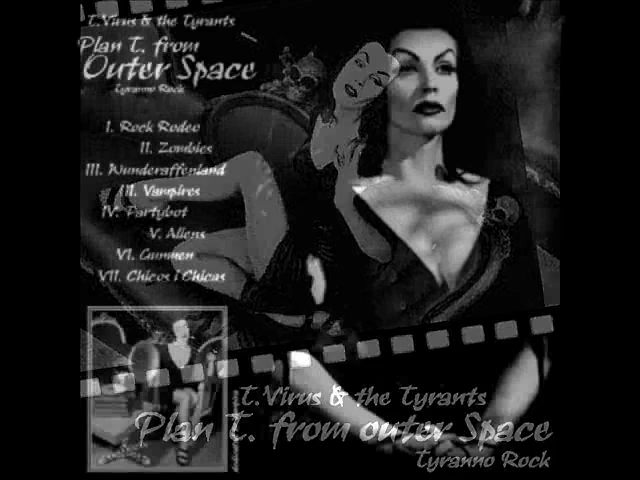 T.Virus & the Tyrants
Plan T. from
Outer Space
Tyranno Rock
I. Rock Rodeo
II. Zombies
III. Wunderaffenland
III. Vampires
IV. Partybot
V. Aliens
VI. Gunmen
VII. Chicos i Chicas
T.Virus & the Tyrants
Plan T. from outer Space
Tyranno Rock